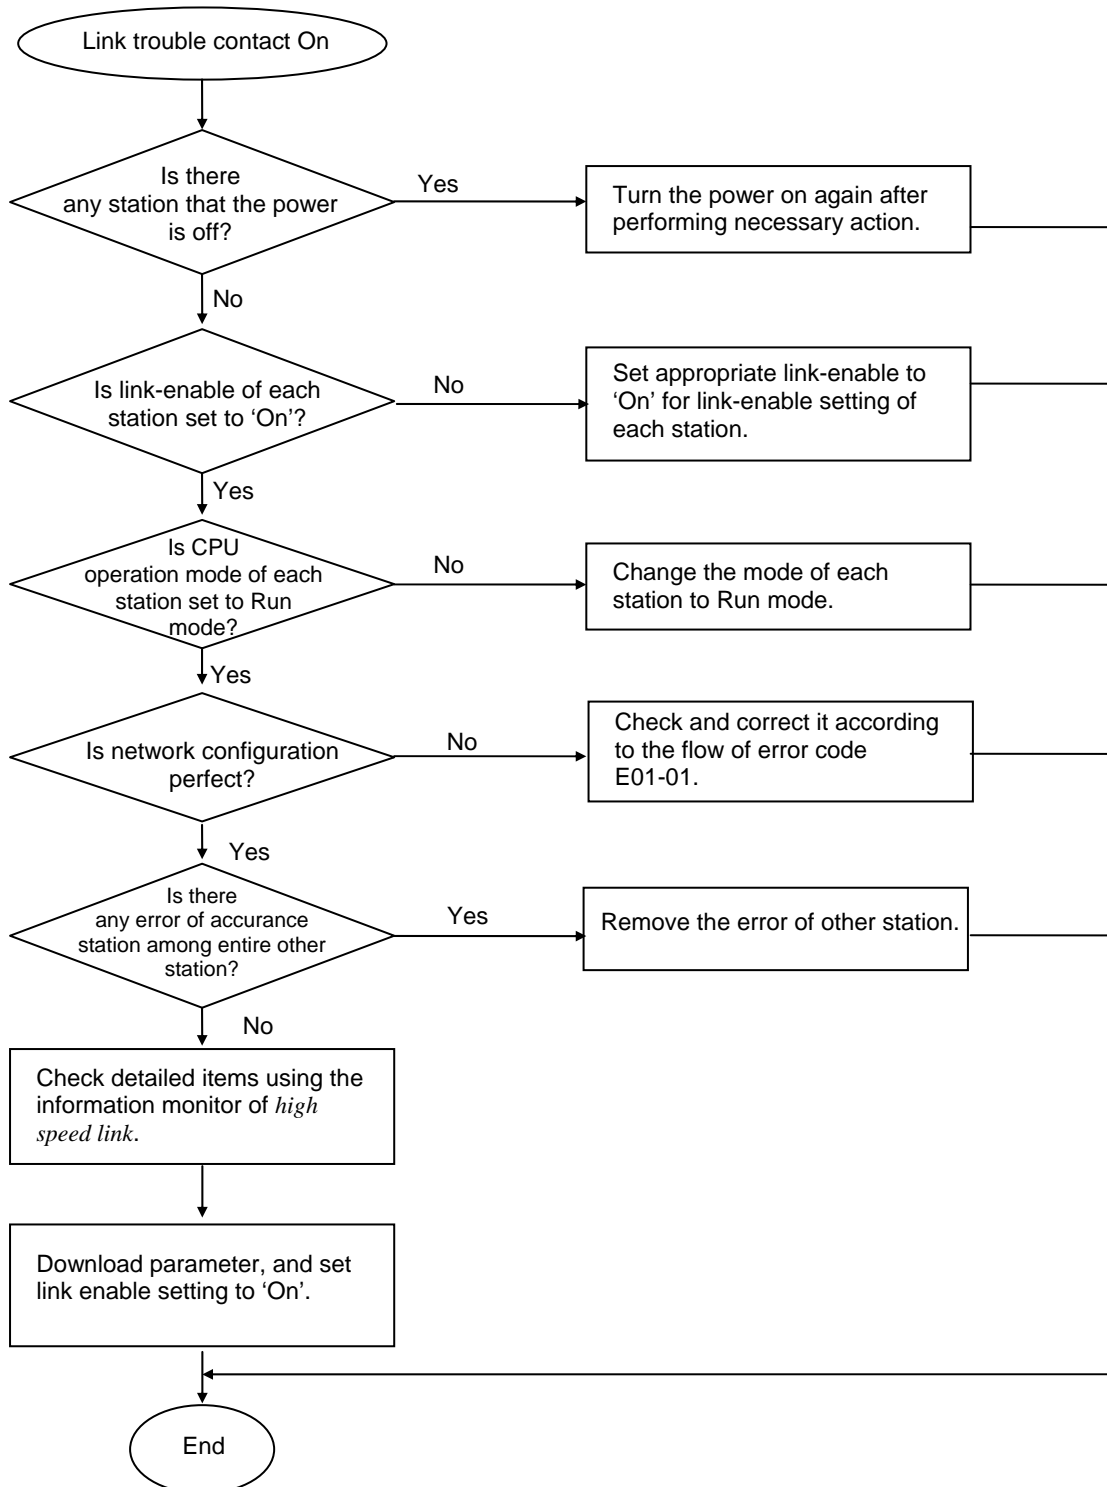 Link trouble contact On
Is there
any station that the power
is off?
Yes
Turn the power on again after
performing necessary action.
No
Is link-enable of each
station set to ‘On’?
No
Set appropriate link-enable to
‘On’ for link-enable setting of
each station.
Yes
Is CPU
operation mode of each
station set to Run
mode?
No
Change the mode of each
station to Run mode.
Yes
Is network configuration
perfect?
No
Check and correct it according
to the flow of error code
E01-01.
Yes
Is there
any error of accurance
station among entire other
station?
Yes
Remove the error of other station.
No
Check detailed items using the
information monitor of high
speed link.
Download parameter, and set
link enable setting to ‘On’.
End